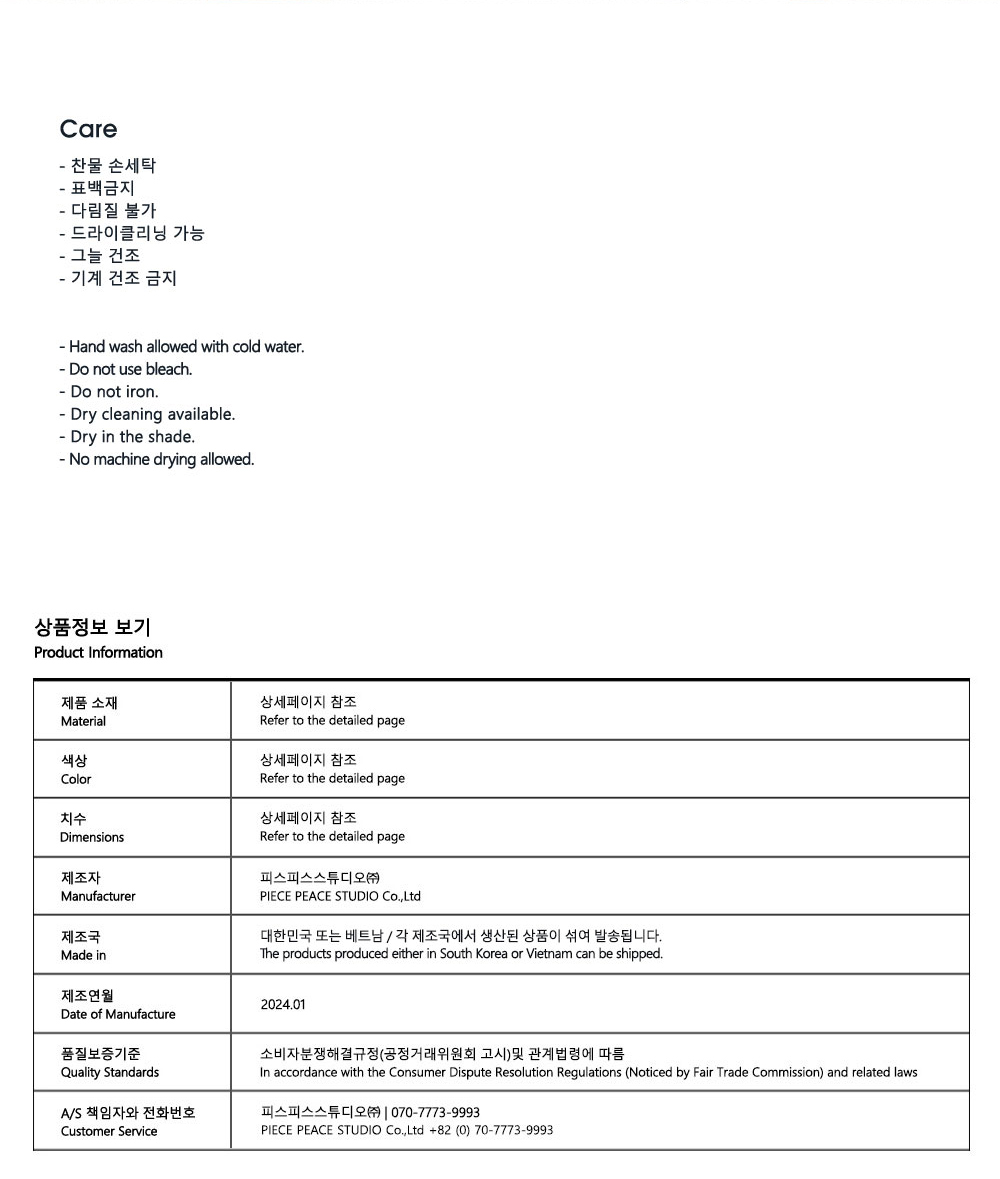 Care
- 찬물 손세탁
- 표백금지
- 다림질 불가
- 드라이클리닝 가능
- 그늘 건조
- 기계 건조 금지
- Hand wash allowed with cold water.
- Do not use bleach.
- Do not iron.
- Dry cleaning available.
- Dry in the shade.
- No machine drying allowed.
상품정보 보기
Product Information
제품 소재
Material
상세페이지 참조
Refer to the detailed page
색상
Color
상세페이지 참조
Refer to the detailed page
치수
Dimensions
상세페이지 참조
Refer to the detailed page
제조자
Manufacturer
피스피스스튜디오㈜
PIECE PEACE STUDIO Co.,Ltd
제조국
Made in
대한민국 또는 베트남 / 각 제조국에서 생산된 상품이 섞여 발송됩니다.
The products produced either in South Korea or Vietnam can be shipped.
제조연월
Date of Manufacture
2024.01
품질보증기준
Quality Standards
소비자분쟁해결규정(공정거래위원회 고시)및 관계법령에 따름
In accordance with the Consumer Dispute Resolution Regulations (Noticed by Fair Trade Commission) and related laws
A/S 책임자와 전화번호
Customer Service
피스피스스튜디오㈜ | 070-7773-9993
PIECE PEACE STUDIO Co.,Ltd +82 (0) 70-7773-9993